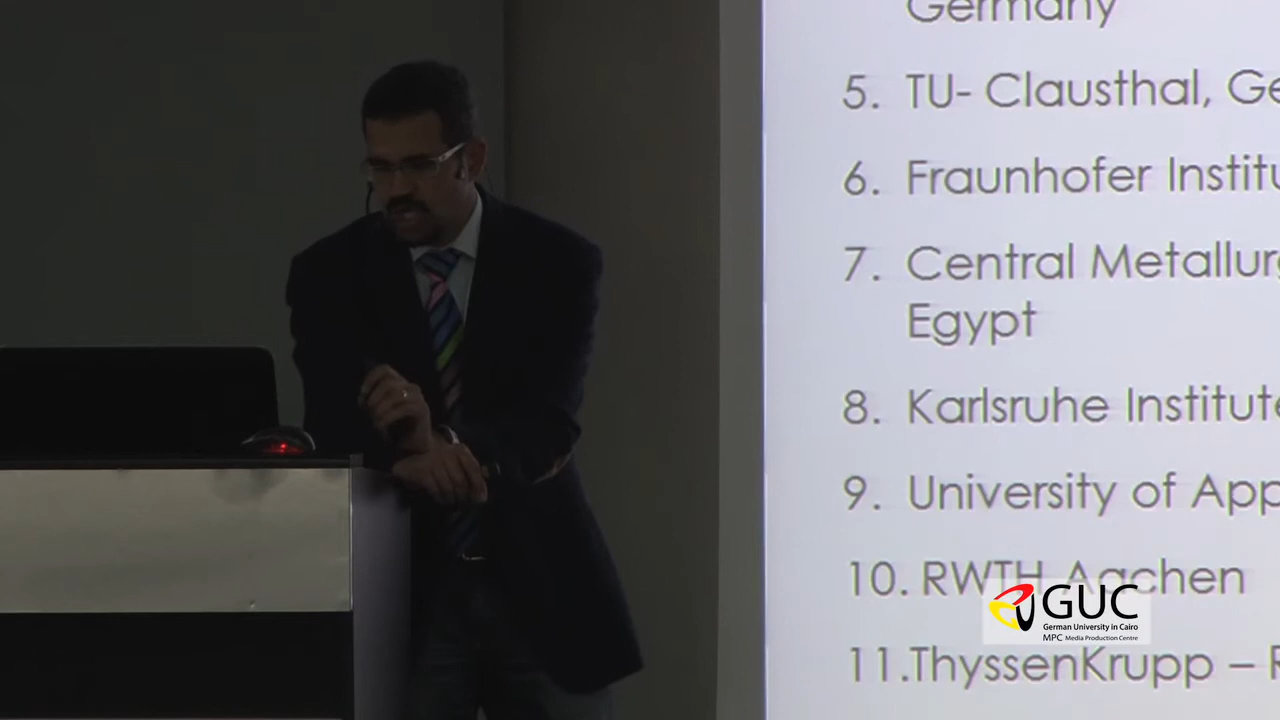 Germany
5. TU- Clausthal, Ge
6. Fraunhofer Institu
7. Central Metallurg
Egypt
8. Karlsruhe Institute
9. University of App
10. RWTH Aachen
11.ThyssenKrupp –
GUC
German University in Cairo
MPC Media Production Centre